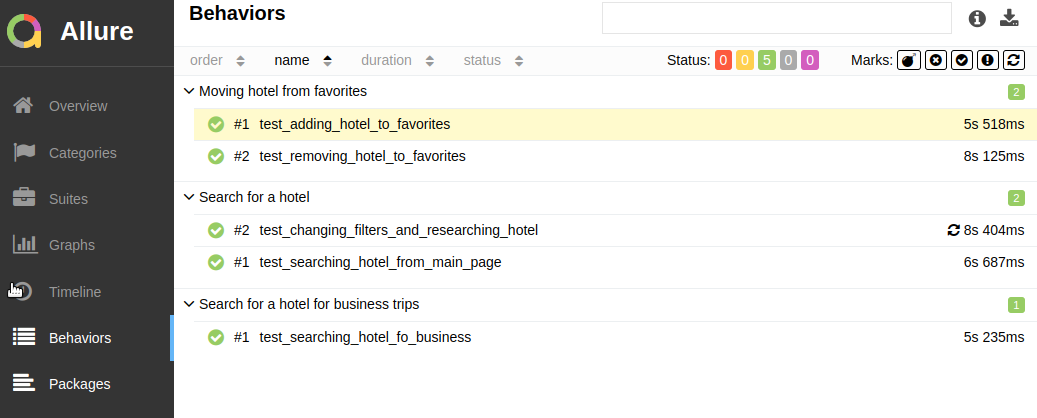 Allure
Overview
Categories
Suites
Graphs
Timeline
Behaviors
Packages
Behaviors
order name duration status Status: 0 0 5 0 0 Marks:
Moving hotel from favorites 2
#1 test_adding_hotel_to_favorites 5s 518ms
#2 test_removing_hotel_to_favorites 8s 125ms
Search for a hotel 2
#2 test_changing_filters_and_researching_hotel 8s 404ms
#1 test_searching_hotel_from_main_page 6s 687ms
Search for a hotel for business trips 1
#1 test_searching_hotel_fo_business 5s 235ms